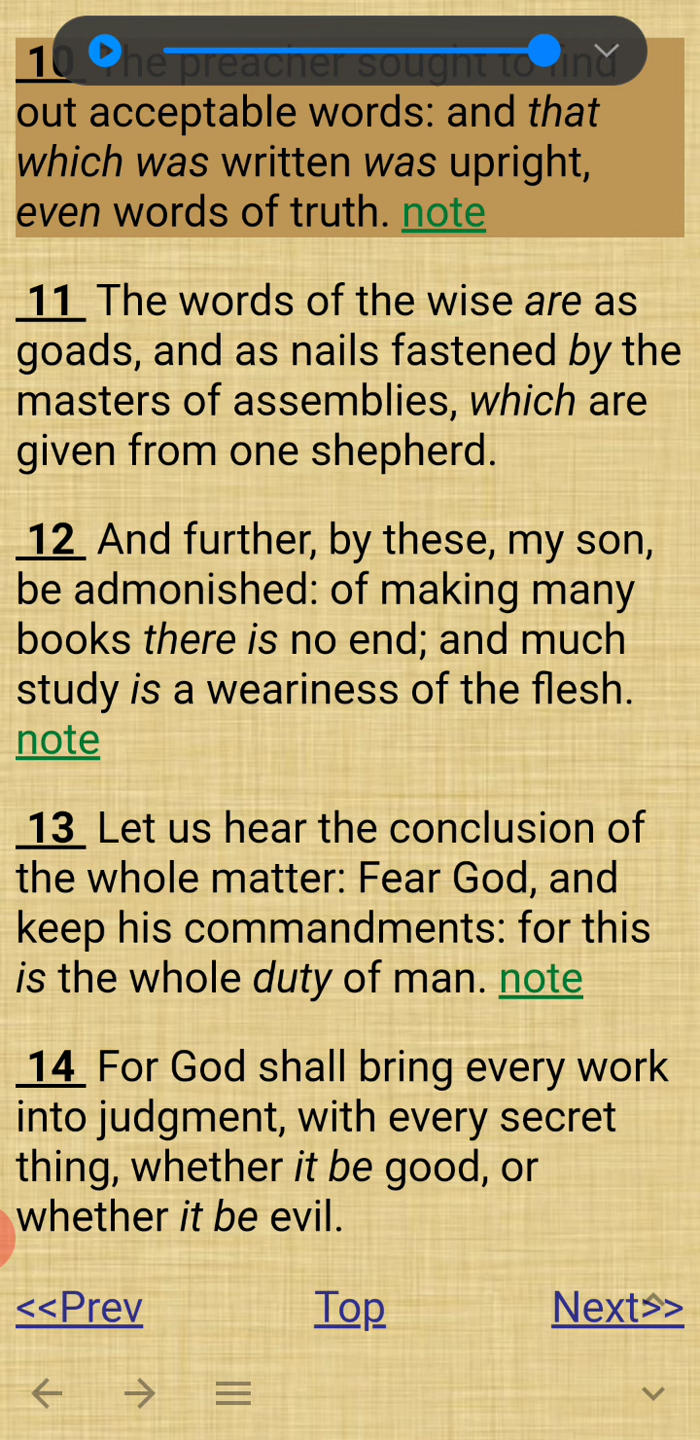 10 The preacher sought to find
out acceptable words: and that
which was written was upright,
even words of truth. note
11 The words of the wise are as
goads, and as nails fastened by the
masters of assemblies, which are
given from one shepherd.
12 And further, by these, my son,
be admonished: of making many
books there is no end; and much
study is a weariness of the flesh.
note
13 Let us hear the conclusion of
the whole matter: Fear God, and
keep his commandments: for this
is the whole duty of man. note
14 For God shall bring every work
into judgment, with every secret
thing, whether it be good, or
whether it be evil.
<<Prev Top Next>>